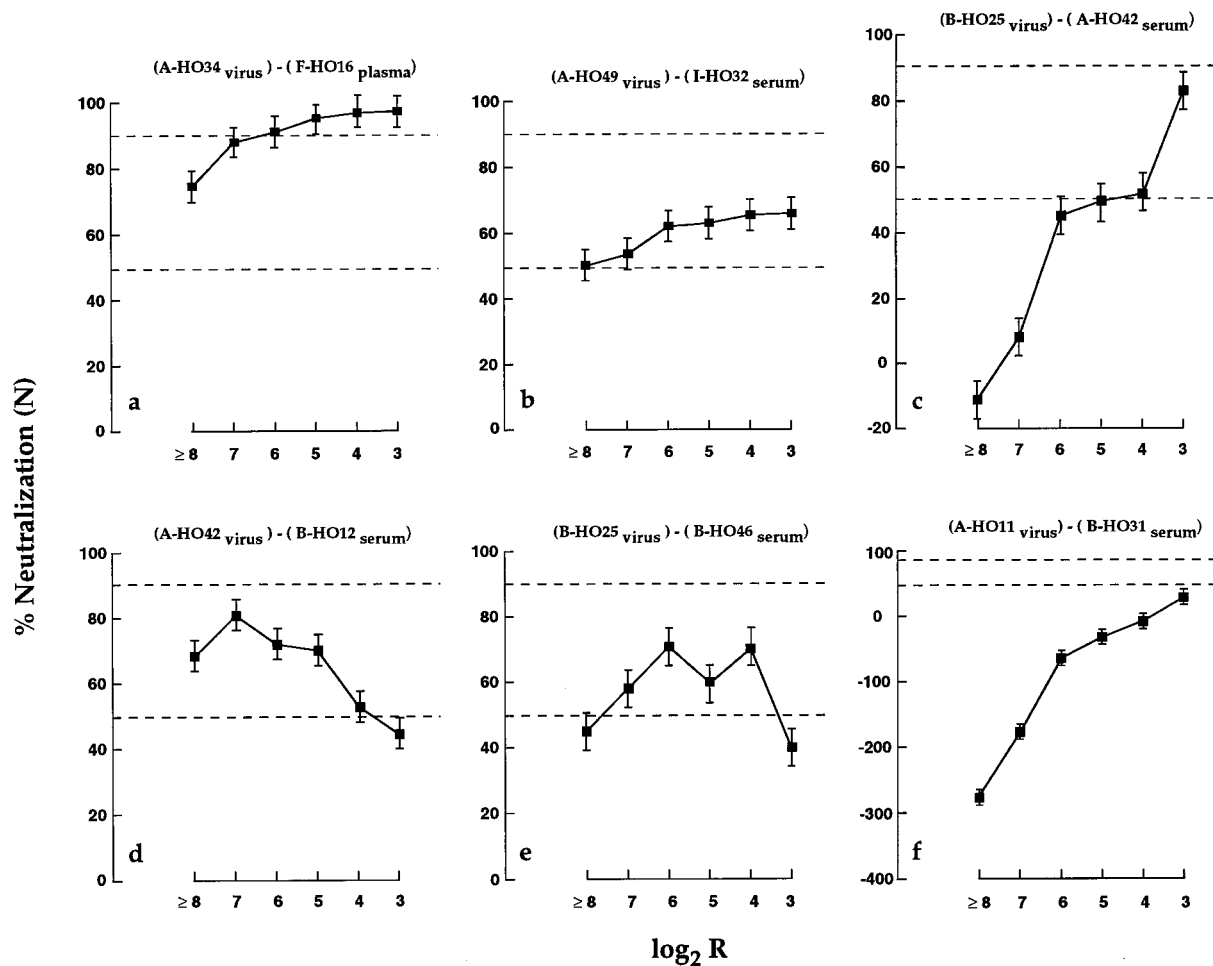 (A-HO34 virus) - (F-HO16 plasma)
100
80
60
40
20
0
a
≥ 8 7 6 5 4 3
(A-HO49 virus) - (I-HO32 serum)
100
80
60
40
20
0
b
≥ 8 7 6 5 4 3
(B-HO25 virus) - (A-HO42 serum)
100
80
60
40
20
0
-20
c
≥ 8 7 6 5 4 3
% Neutralization (N)
(A-HO42 virus) - (B-HO12 serum)
100
80
60
40
20
0
d
≥ 8 7 6 5 4 3
(B-HO25 virus) - (B-HO46 serum)
100
80
60
40
20
0
e
≥ 8 7 6 5 4 3
(A-HO11 virus) - (B-HO31 serum)
100
0
-100
-200
-300
-400
f
≥ 8 7 6 5 4 3
log2 R